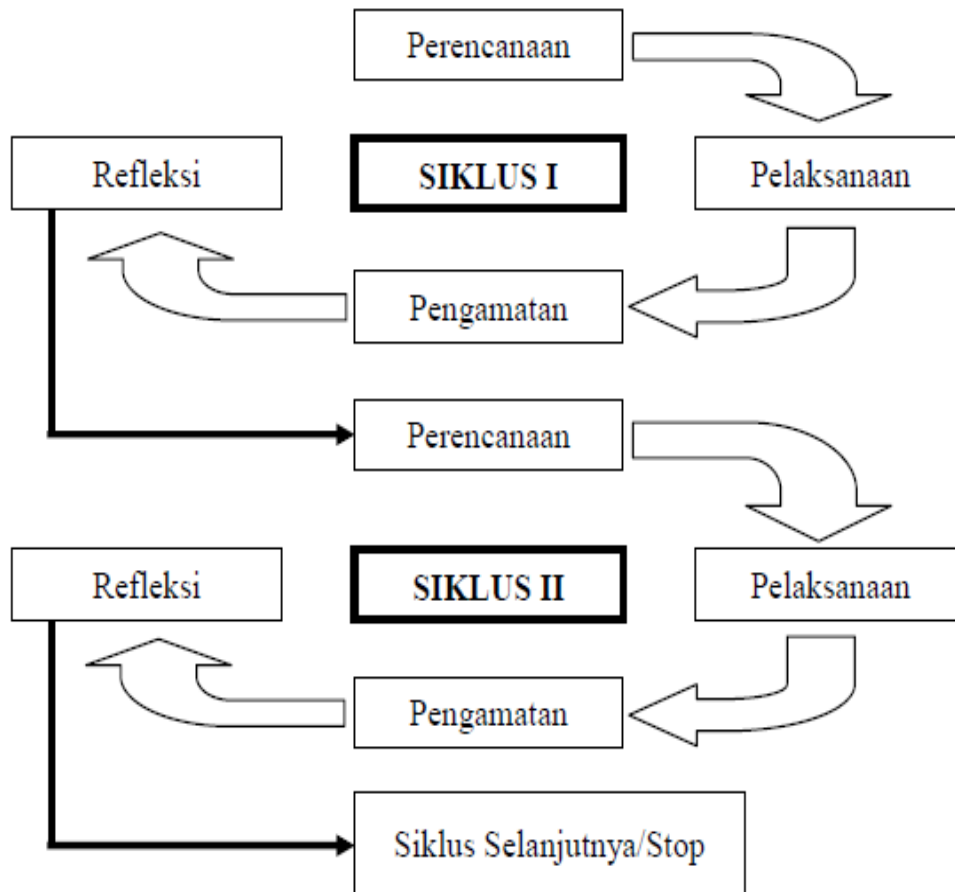 Perencanaan
Refleksi
SIKLUS I
Pelaksanaan
Pengamatan
Perencanaan
Refleksi
SIKLUS II
Pelaksanaan
Pengamatan
Siklus Selanjutnya/Stop